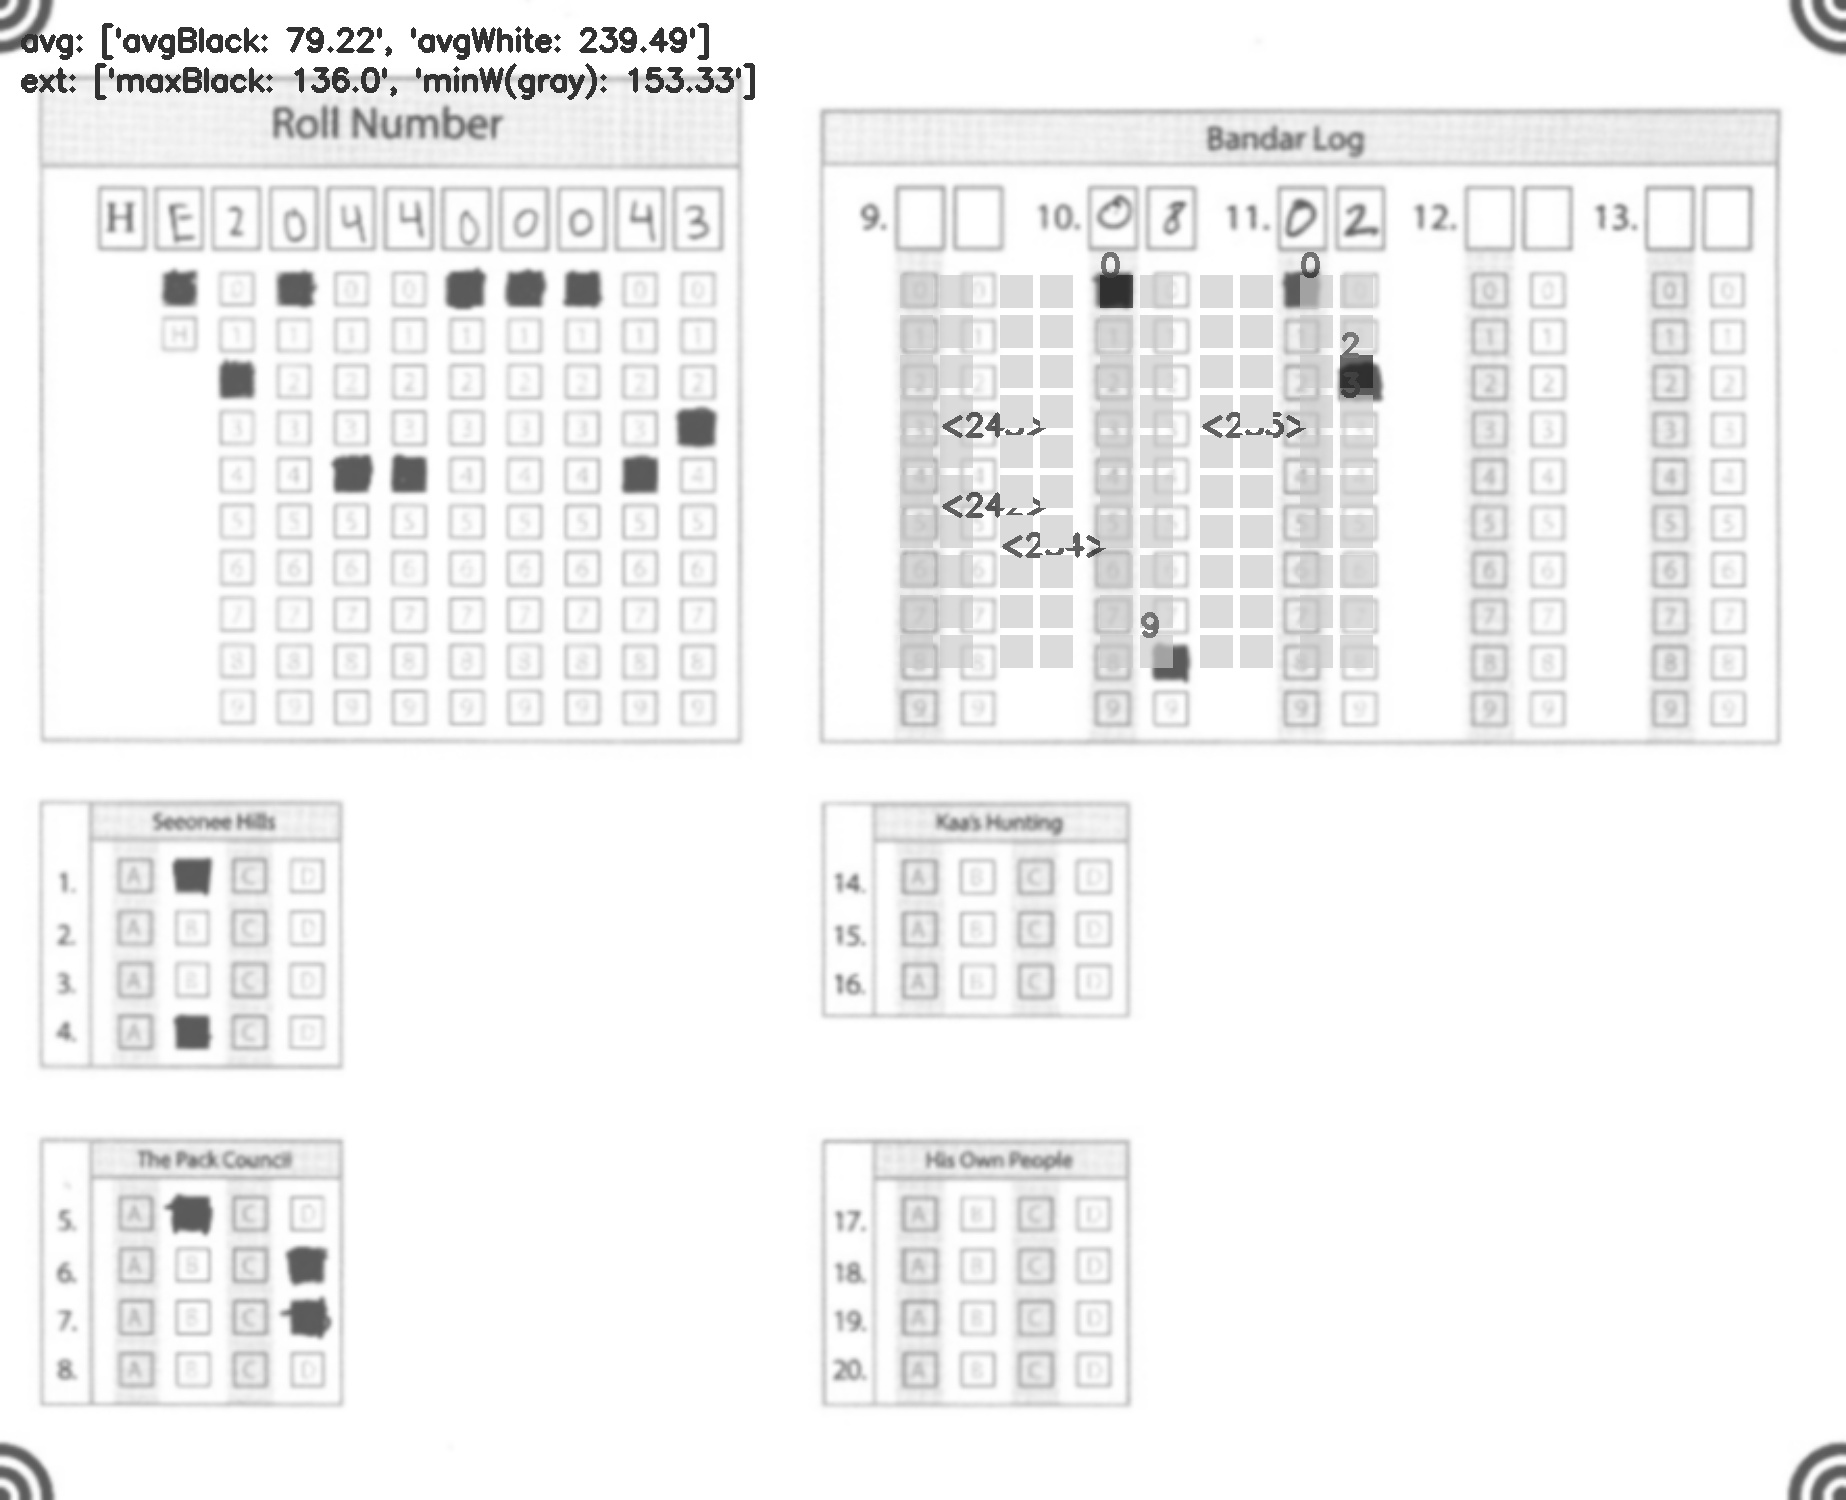 avg: ['avgBlack: 79.22', 'avgWhite: 239.49']
ext: ['maxBlack: 136.0', 'minW(gray): 153.33']
Roll Number
H E 2 0 4 4 0 0 0 4 3
0 0 0 0 0
H 1 1 1 1 1 1 1 1 1
2 2 2 2 2 2 2 2
3 3 3 3 3 3 3 3
4 4 4 4 4 4
5 5 5 5 5 5 5 5 5
6 6 6 6 6 6 6 6 6
7 7 7 7 7 7 7 7 7
8 8 8 8 8 8 8 8 8
9 9 9 9 9 9 9 9 9
Bandar Log
9. 10. 0 8 11. 0 2 12. 13.
0 0
0 0 0 0 0 0 0 0
1 1 1 1 1 1 1 1 1
2
2 2 2 2 2 3 2 2 2 2
3 3 3 3 3 3 3
4 4 4 4 4 4 4 4 4 4
5 5 5 5 5 5 5
6 6 6 6 6 6 6 6 6 6
9
7 7 7 7 7 7 7 7 7 7
8 8 8 8 8 8 8 8 8
9 9 9 9 9 9 9 9 9 9
Seeonee Hills
1. A C D
2. A B C D
3. A B C D
4. A C D
Kaa's Hunting
14. A B C D
15. A B C D
16. A B C D
The Pack Council
5. A C D
6. A B C
7. A B C
8. A B C D
His Own People
17. A B C D
18. A B C D
19. A B C D
20. A B C D